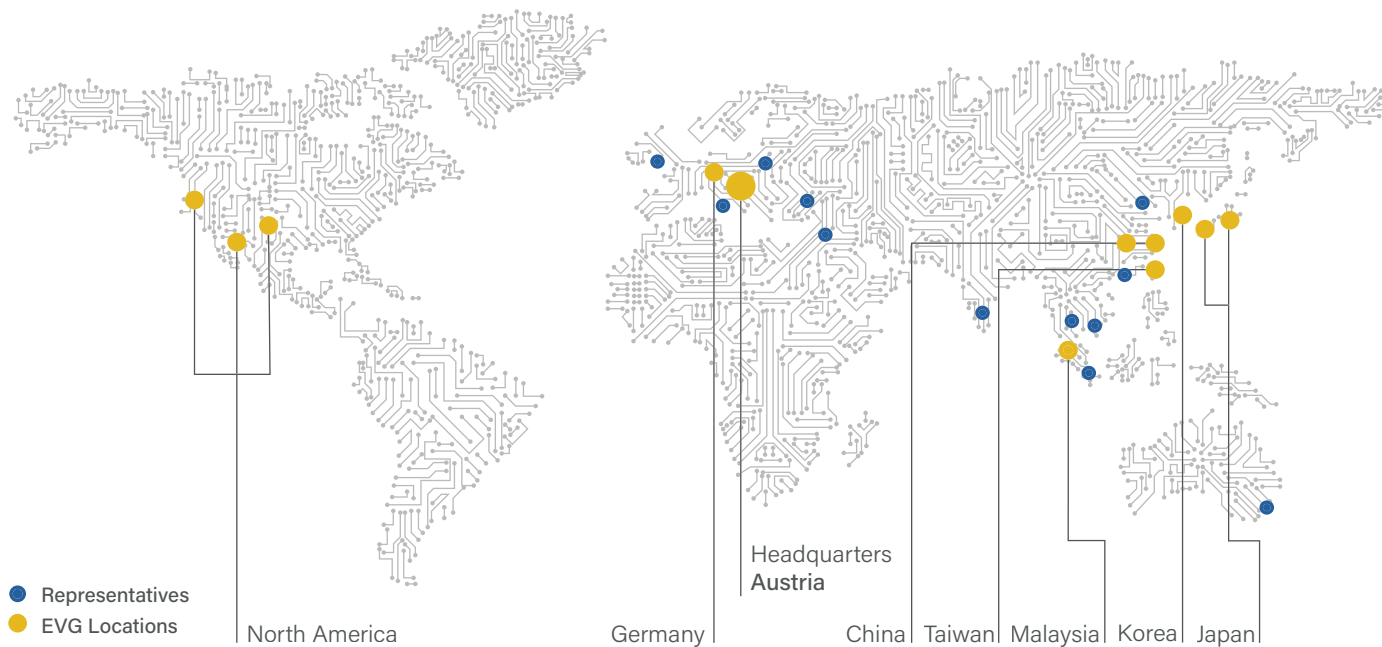 Headquarters
Austria
Representatives
EVG Locations
North America
Germany
China
Taiwan
Malaysia
Korea
Japan